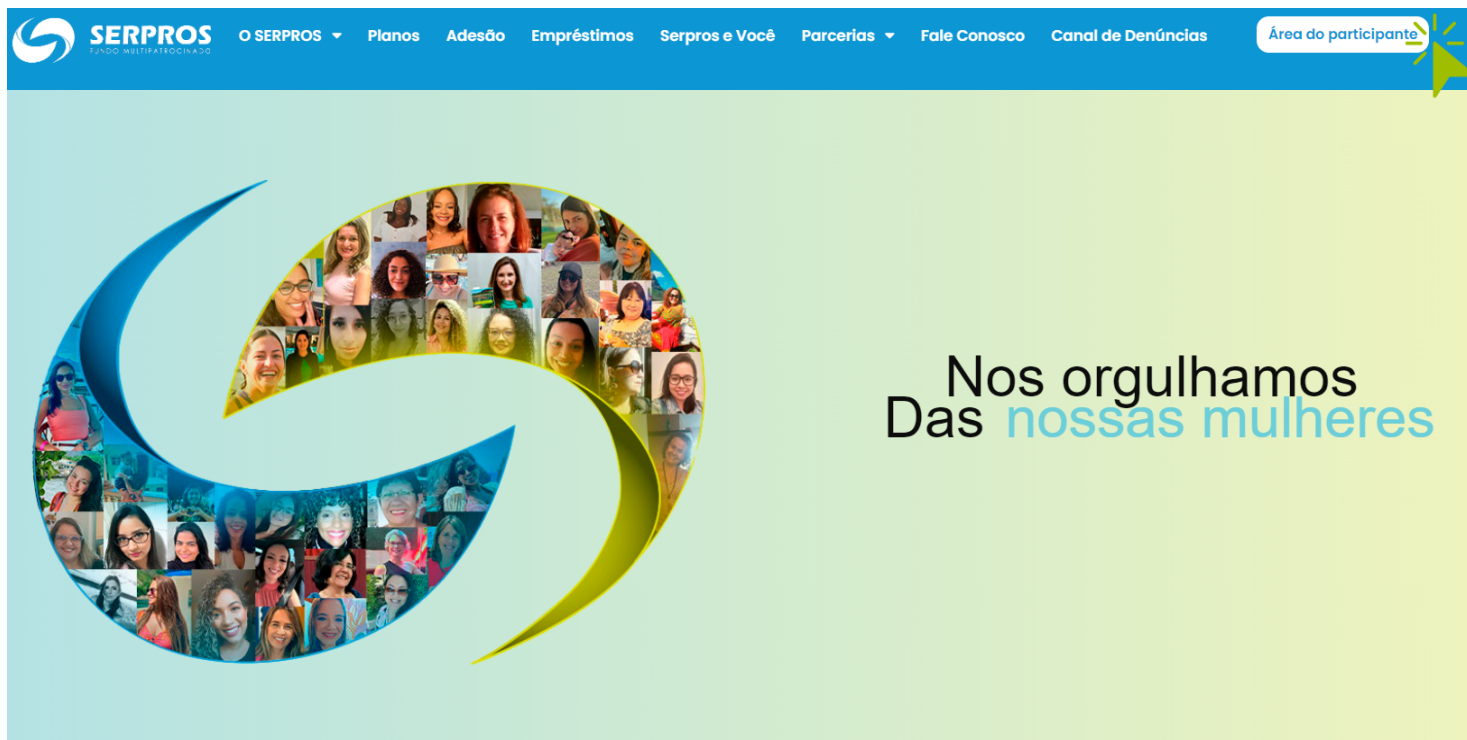 SERPROS
FUNDO MULTIPATROCINADO
O SERPROS
Planos
Adesão
Empréstimos
Serpros e Você
Parcerias
Fale Conosco
Canal de Denúncias
Área do participante
Nos orgulhamos
Das nossas mulheres